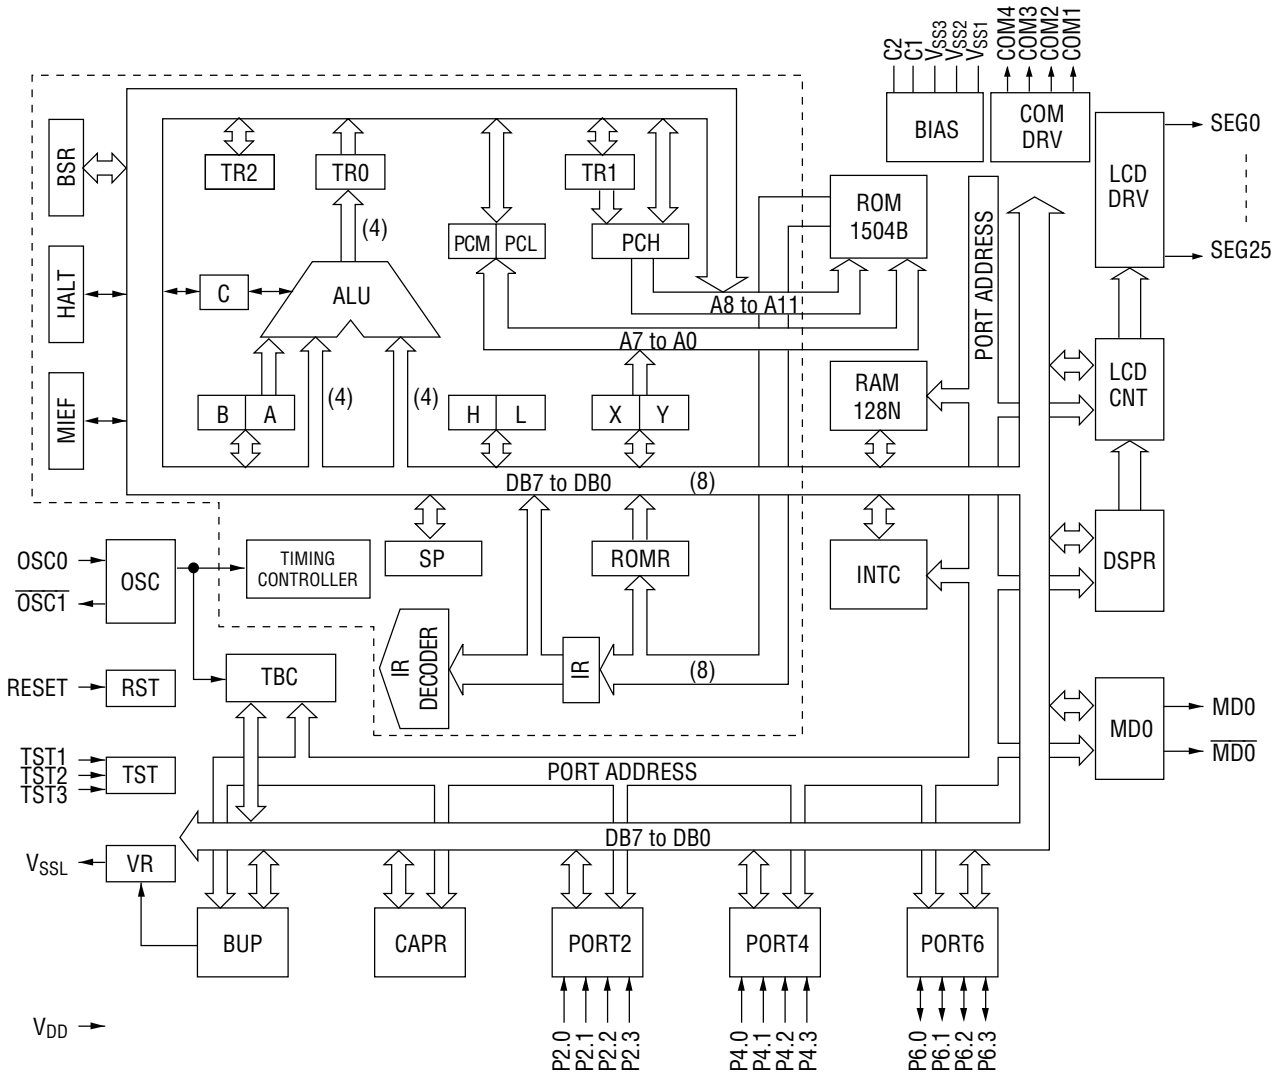 C2
C1
VSS3
VSS2
VSS1
COM4
COM3
COM2
COM1
BIAS
COM
DRV
LCD
DRV
SEG0
SEG25
BSR
TR2
TR0
TR1
ROM
1504B
(4)
PCM
PCL
PCH
PORT ADDRESS
HALT
C
ALU
A8 to A11
A7 to A0
RAM
128N
LCD
CNT
MIEF
B
A
(4)
(4)
H
L
X
Y
DB7 to DB0
(8)
OSC0
OSC1
OSC
TIMING
CONTROLLER
SP
ROMR
INTC
DSPR
IR
DECODER
IR
(8)
RESET
RST
TBC
MD0
MD0
MD0
TST1
TST2
TST3
TST
PORT ADDRESS
DB7 to DB0
VSSL
VR
BUP
CAPR
PORT2
PORT4
PORT6
VDD
P2.0
P2.1
P2.2
P2.3
P4.0
P4.1
P4.2
P4.3
P6.0
P6.1
P6.2
P6.3